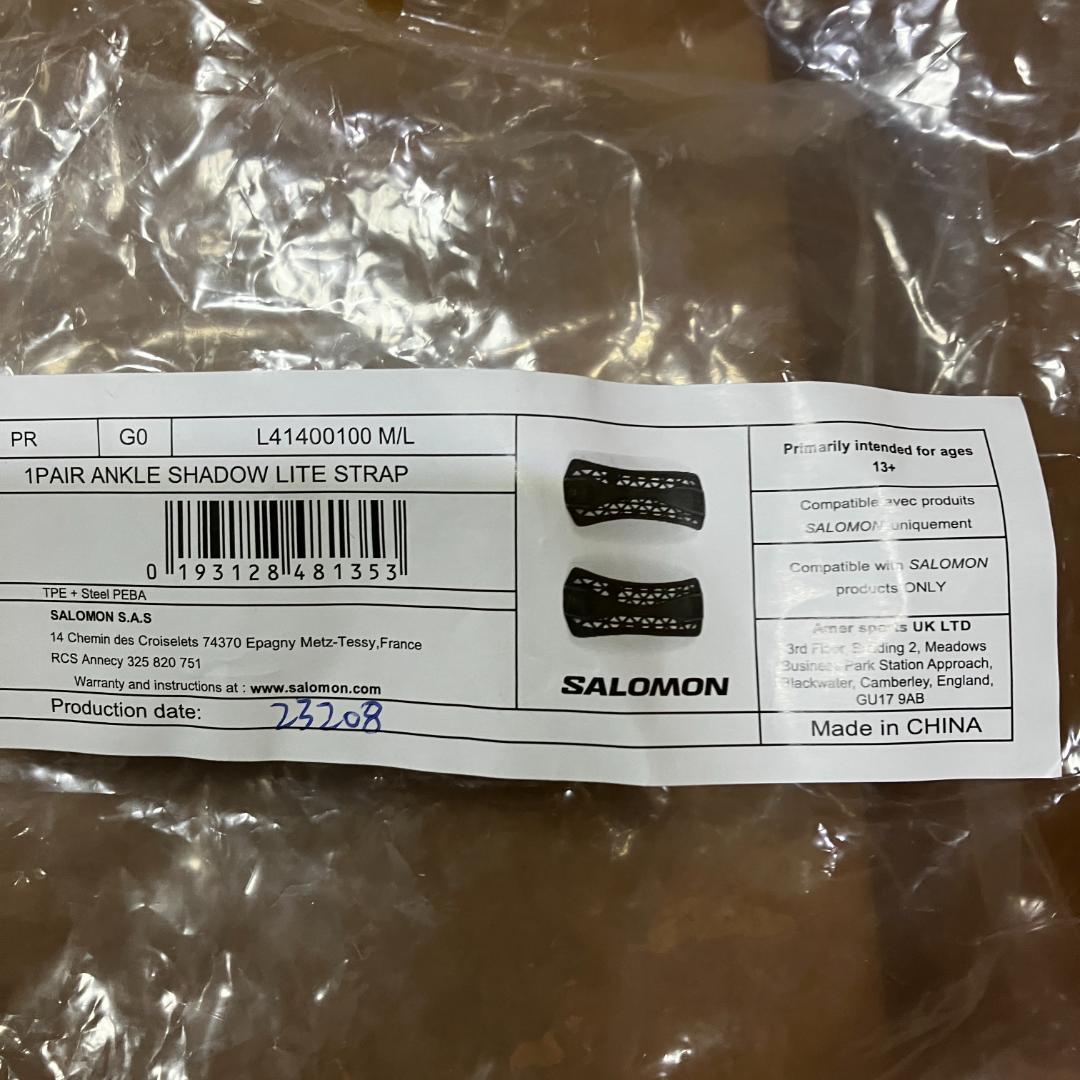 PR G0 L41400100 M/L
1PAIR ANKLE SHADOW LITE STRAP
0 193128 481353
TPE + Steel PEBA
SALOMON S.A.S
14 Chemin des Croiselets 74370 Epagny Metz-Tessy,France
RCS Annecy 325 820 751
Warranty and instructions at : www.salomon.com
Production date: 23208
SALOMON
Primarily intended for ages
13+
Compatible avec produits
SALOMON uniquement
Compatible with SALOMON
products ONLY
Amer sports UK LTD
3rd Floor, Building 2, Meadows
Business Park Station Approach,
Blackwater, Camberley, England,
GU17 9AB
Made in CHINA